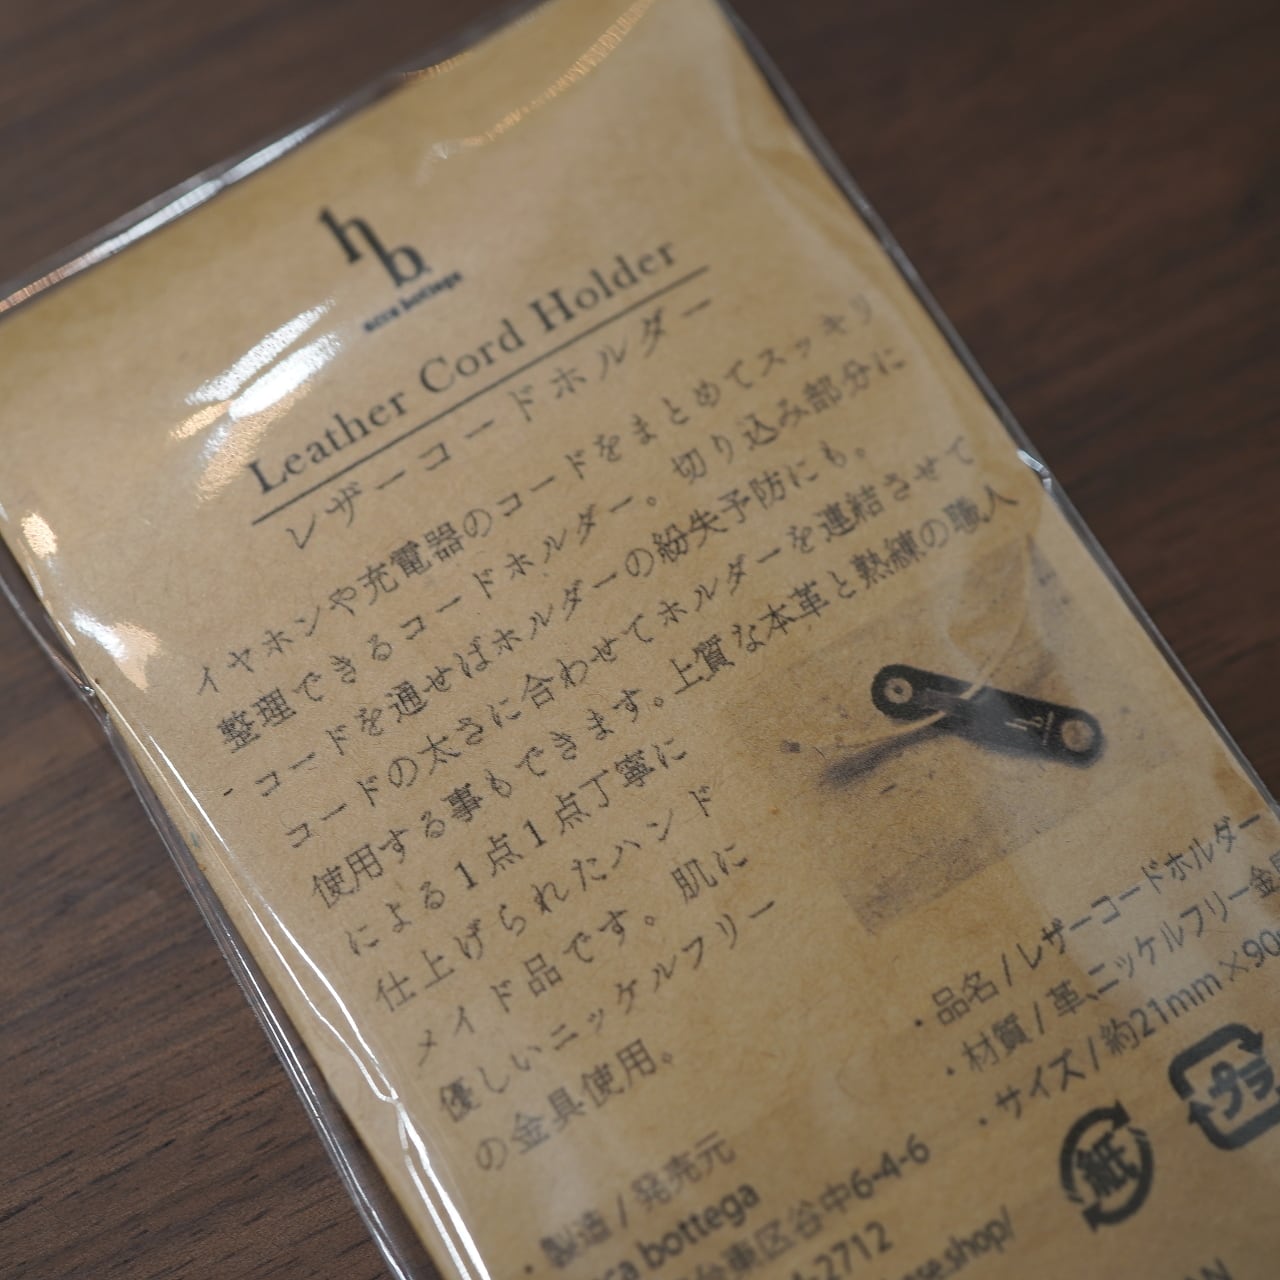 hb
acca bottega
Leather Cord Holder
レザーコードホルダー
イヤホンや充電器のコードをまとめてスッキリ
整理できるコードホルダー。切り込み部分に
コードを通せばホルダーの紛失予防にも。
コードの太さに合わせてホルダーを連結させて
使用する事もできます。上質な本革と熟練の職人
による1点1点丁寧に
仕上げられたハンド
メイド品です。肌に
優しいニッケルフリー
の金具使用。
・品名/レザーコードホルダー
・材質/革、ニッケルフリー金具
・サイズ/約21mm×90
プラ
紙
・製造/発売元
acca bottega
台東区谷中6-4-6
-2712
ase.shop/